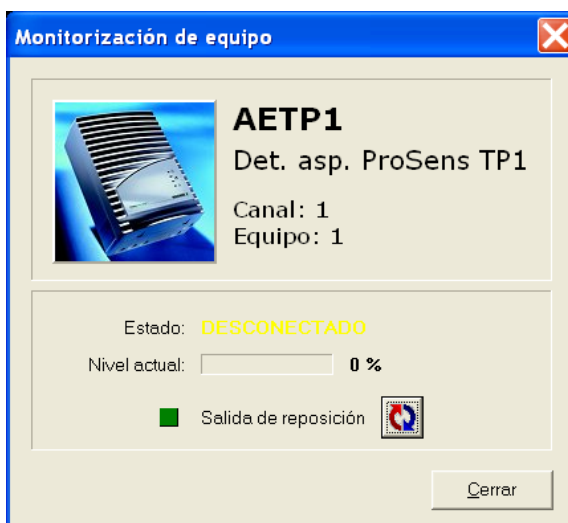 Monitorización de equipo
AETP1
Det. asp. ProSens TP1
Canal: 1
Equipo: 1
Estado: DESCONECTADO
Nivel actual: 0 %
Salida de reposición
Cerrar